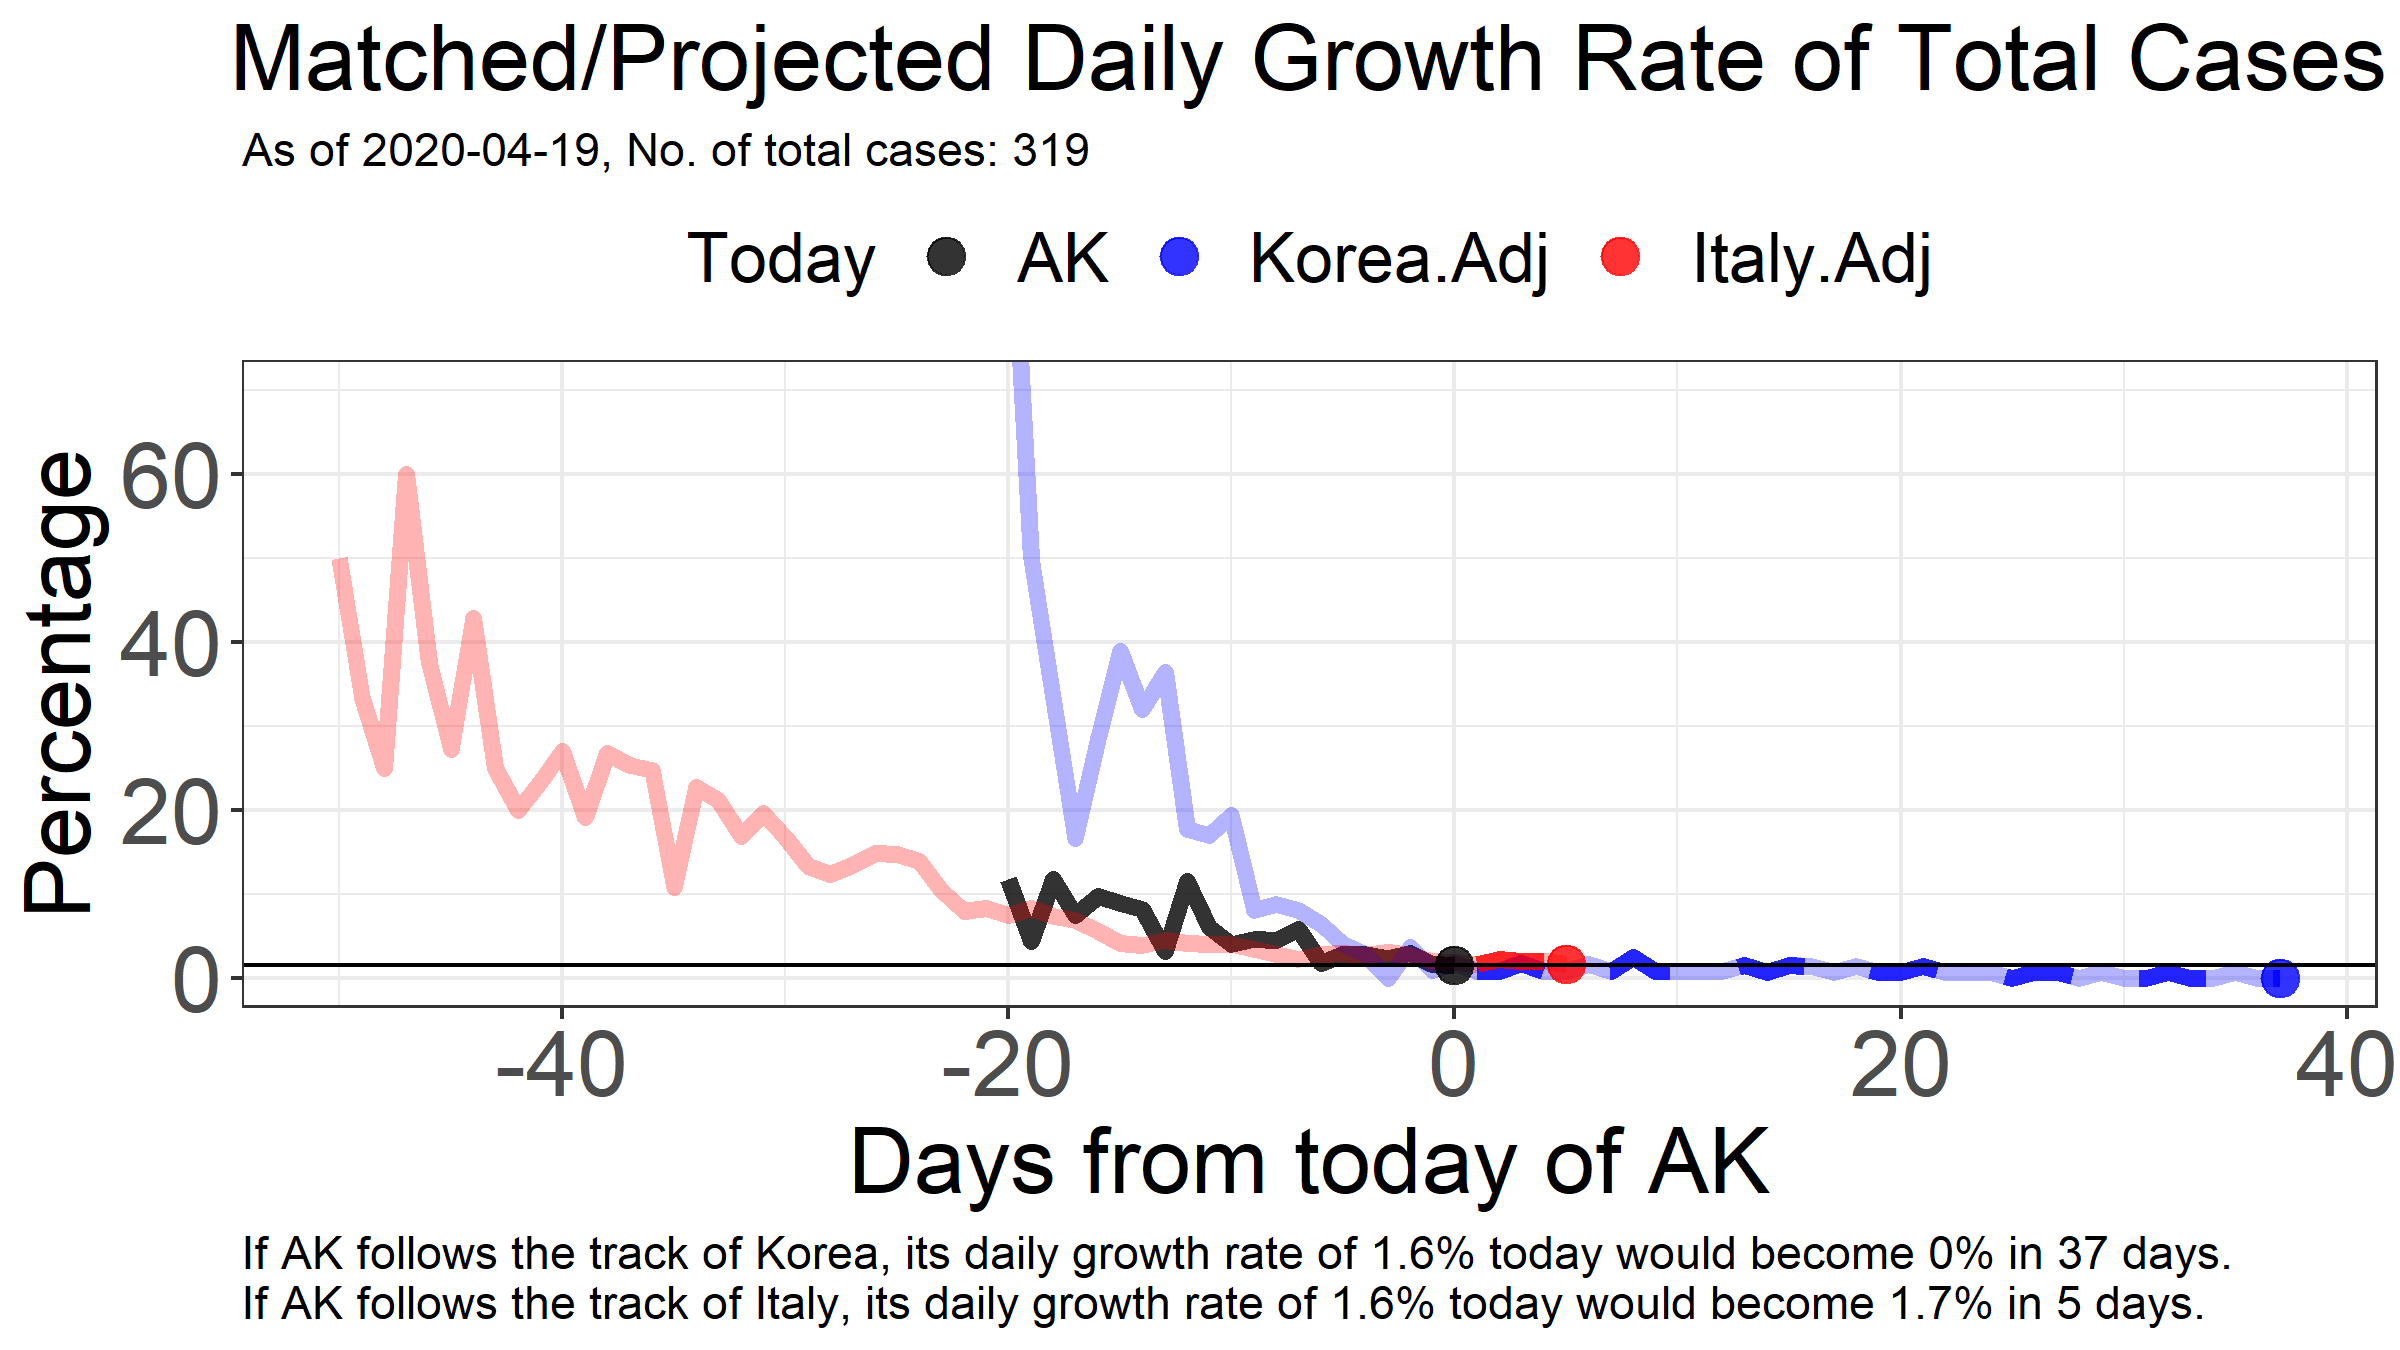 Matched/Projected Daily Growth Rate of Total Cases
As of 2020-04-19, No. of total cases: 319
Today AK Korea.Adj Italy.Adj
Percentage
60
40
20
0
-40 -20 0 20 40
Days from today of AK
If AK follows the track of Korea, its daily growth rate of 1.6% today would become 0% in 37 days.
If AK follows the track of Italy, its daily growth rate of 1.6% today would become 1.7% in 5 days.